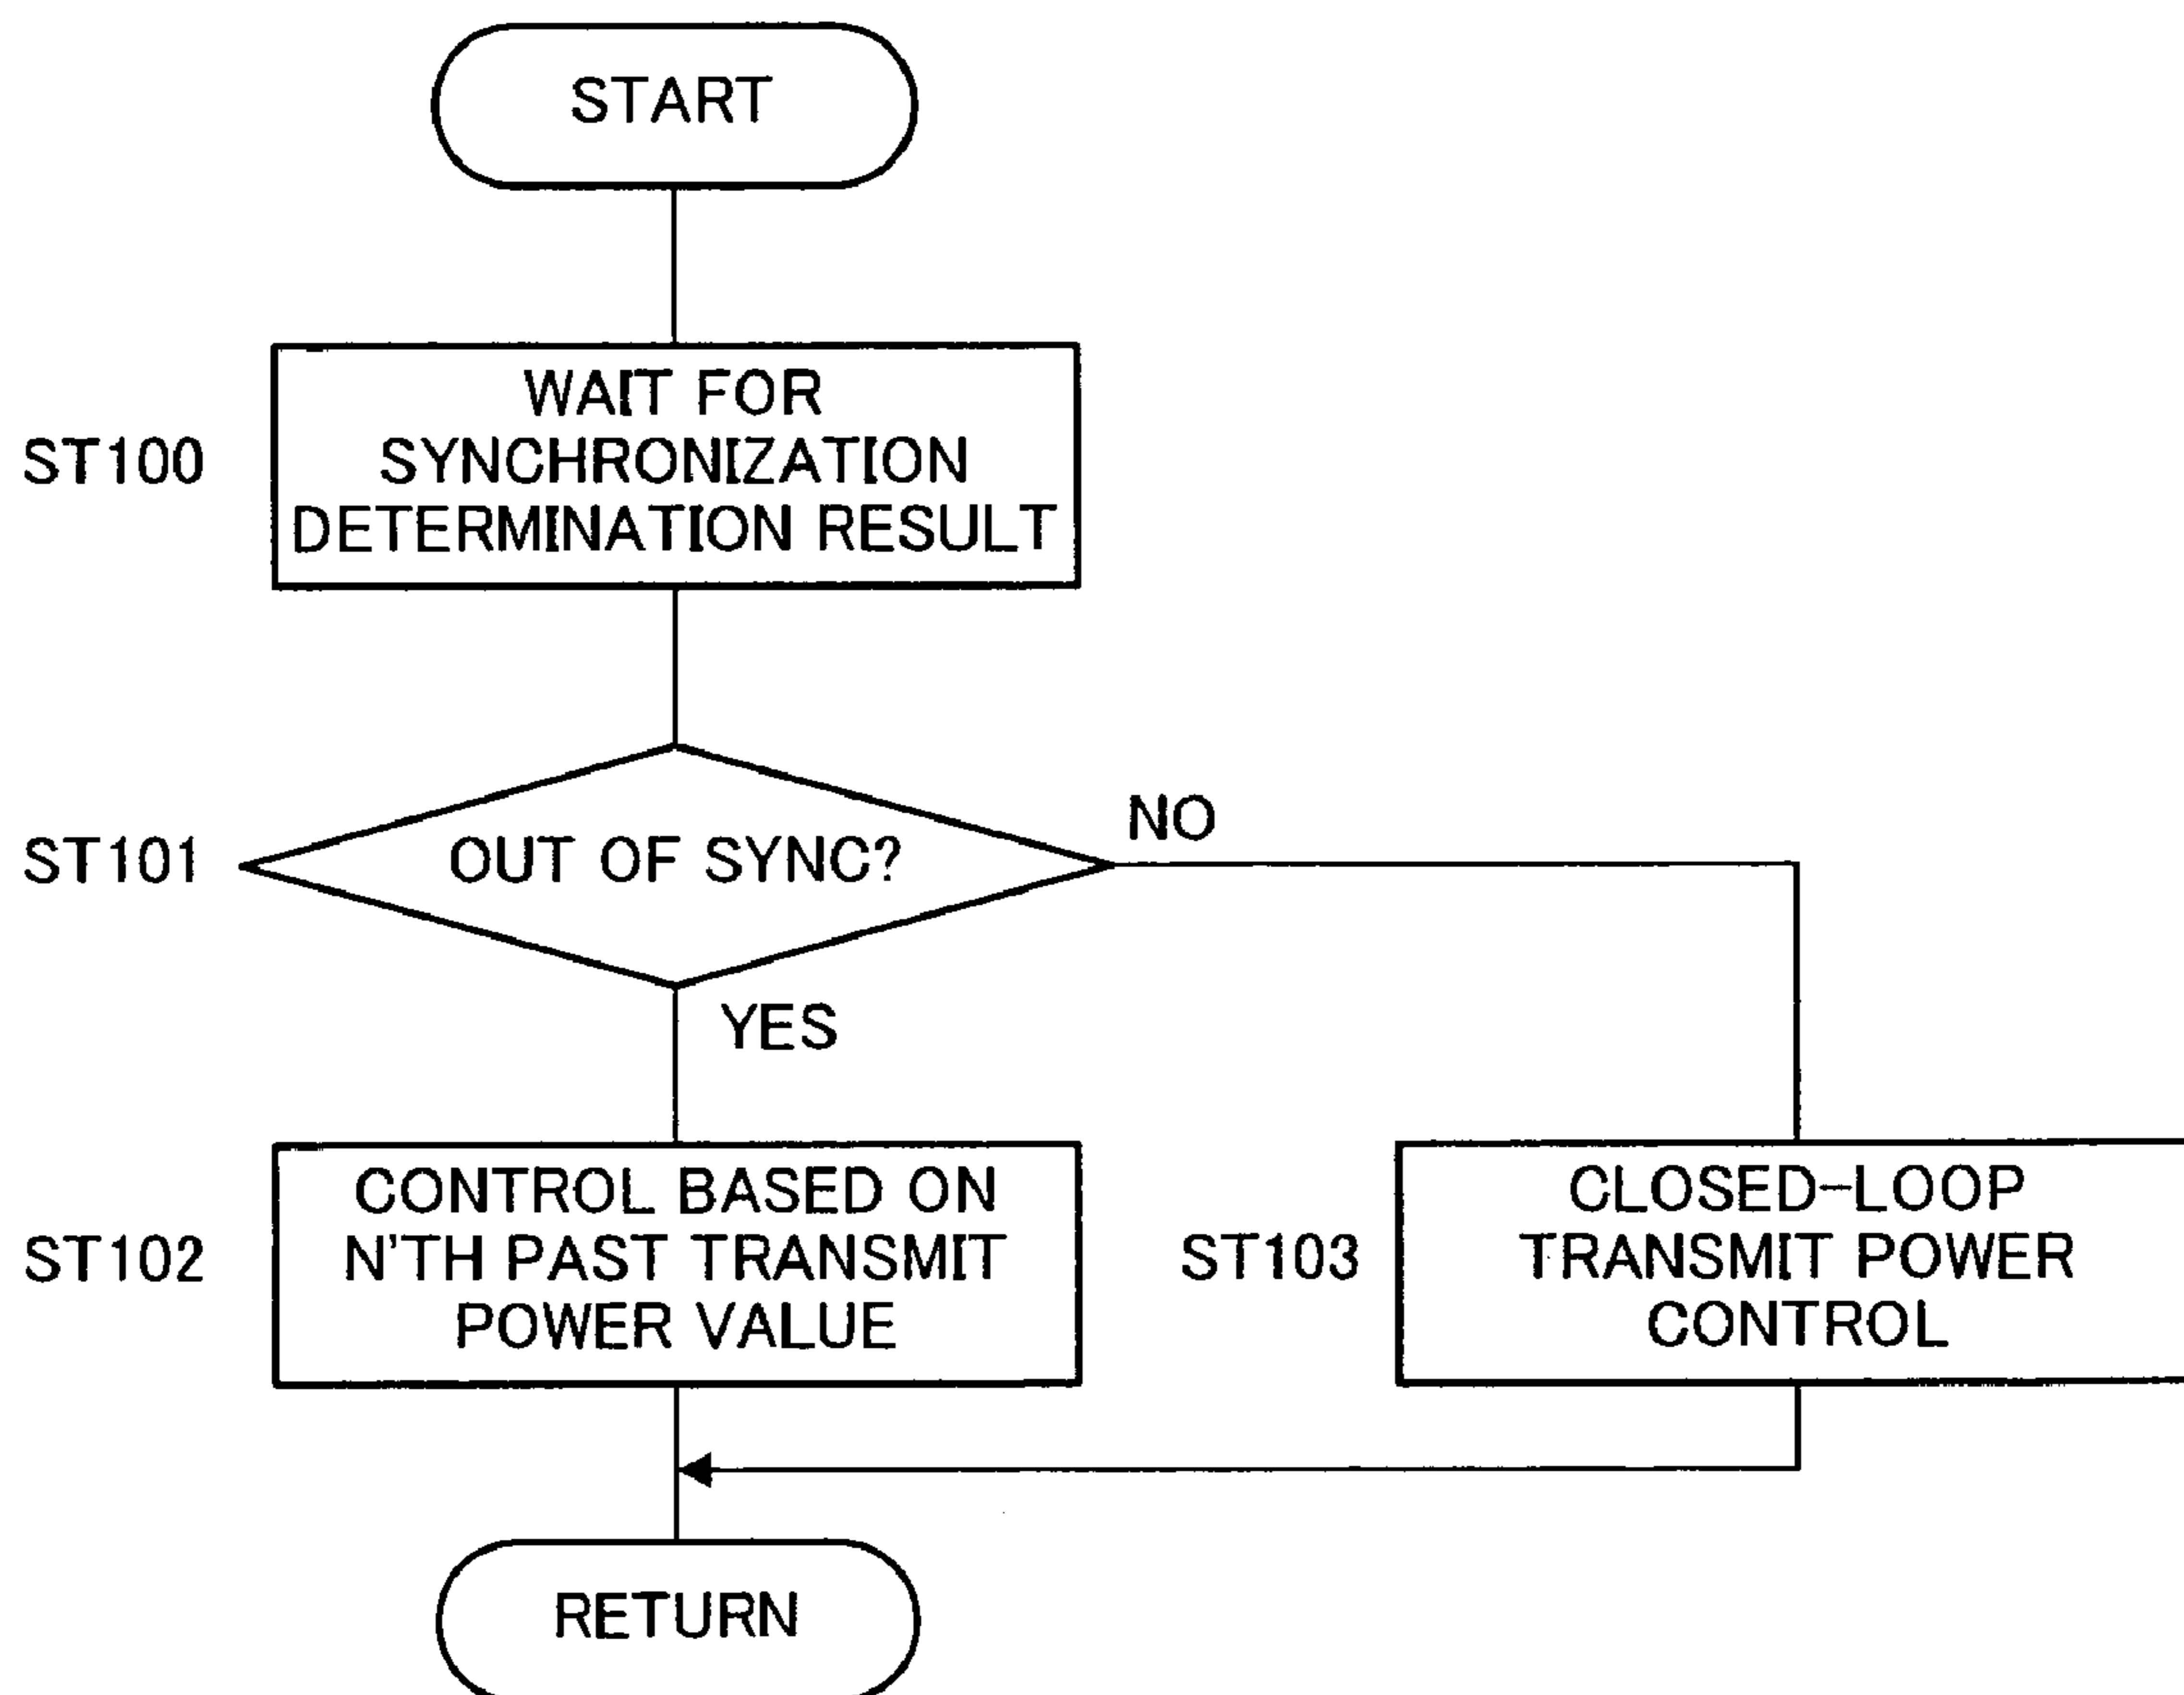 START
ST100
WAIT FOR
SYNCHRONIZATION
DETERMINATION RESULT
ST101
OUT OF SYNC?
NO
YES
ST102
CONTROL BASED ON
N'TH PAST TRANSMIT
POWER VALUE
ST103
CLOSED-LOOP
TRANSMIT POWER
CONTROL
RETURN